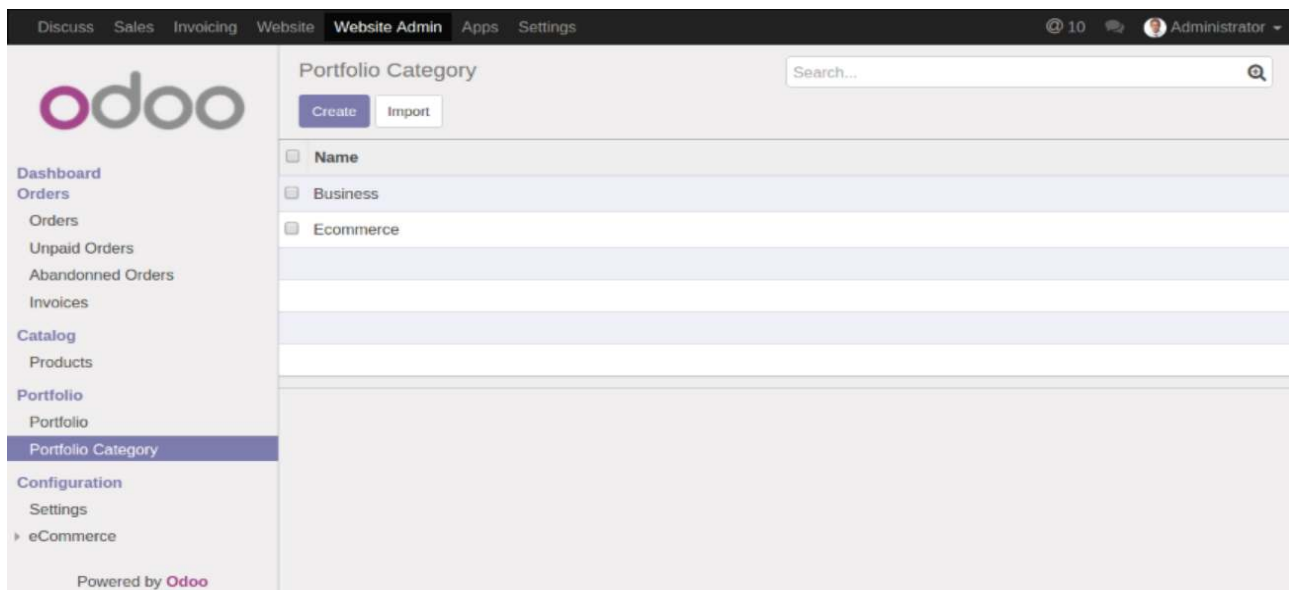 Discuss Sales Invoicing Website Website Admin Apps Settings @ 10 Administrator
odoo
Portfolio Category
Search...
Create Import
Name
Business
Ecommerce
Dashboard
Orders
Orders
Unpaid Orders
Abandonned Orders
Invoices
Catalog
Products
Portfolio
Portfolio
Portfolio Category
Configuration
Settings
eCommerce
Powered by Odoo